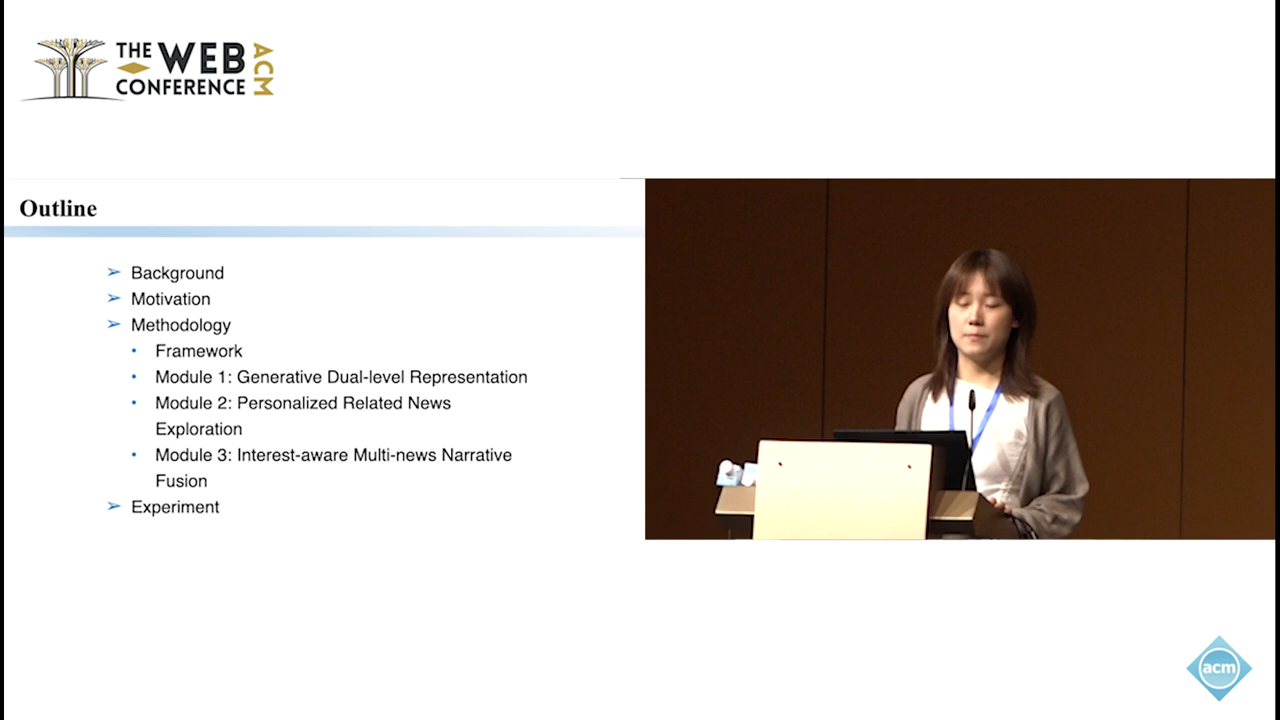 THE WEB
CONFERENCE
ACM
Outline
➢ Background
➢ Motivation
➢ Methodology
• Framework
• Module 1: Generative Dual-level Representation
• Module 2: Personalized Related News
Exploration
• Module 3: Interest-aware Multi-news Narrative
Fusion
➢ Experiment
acm